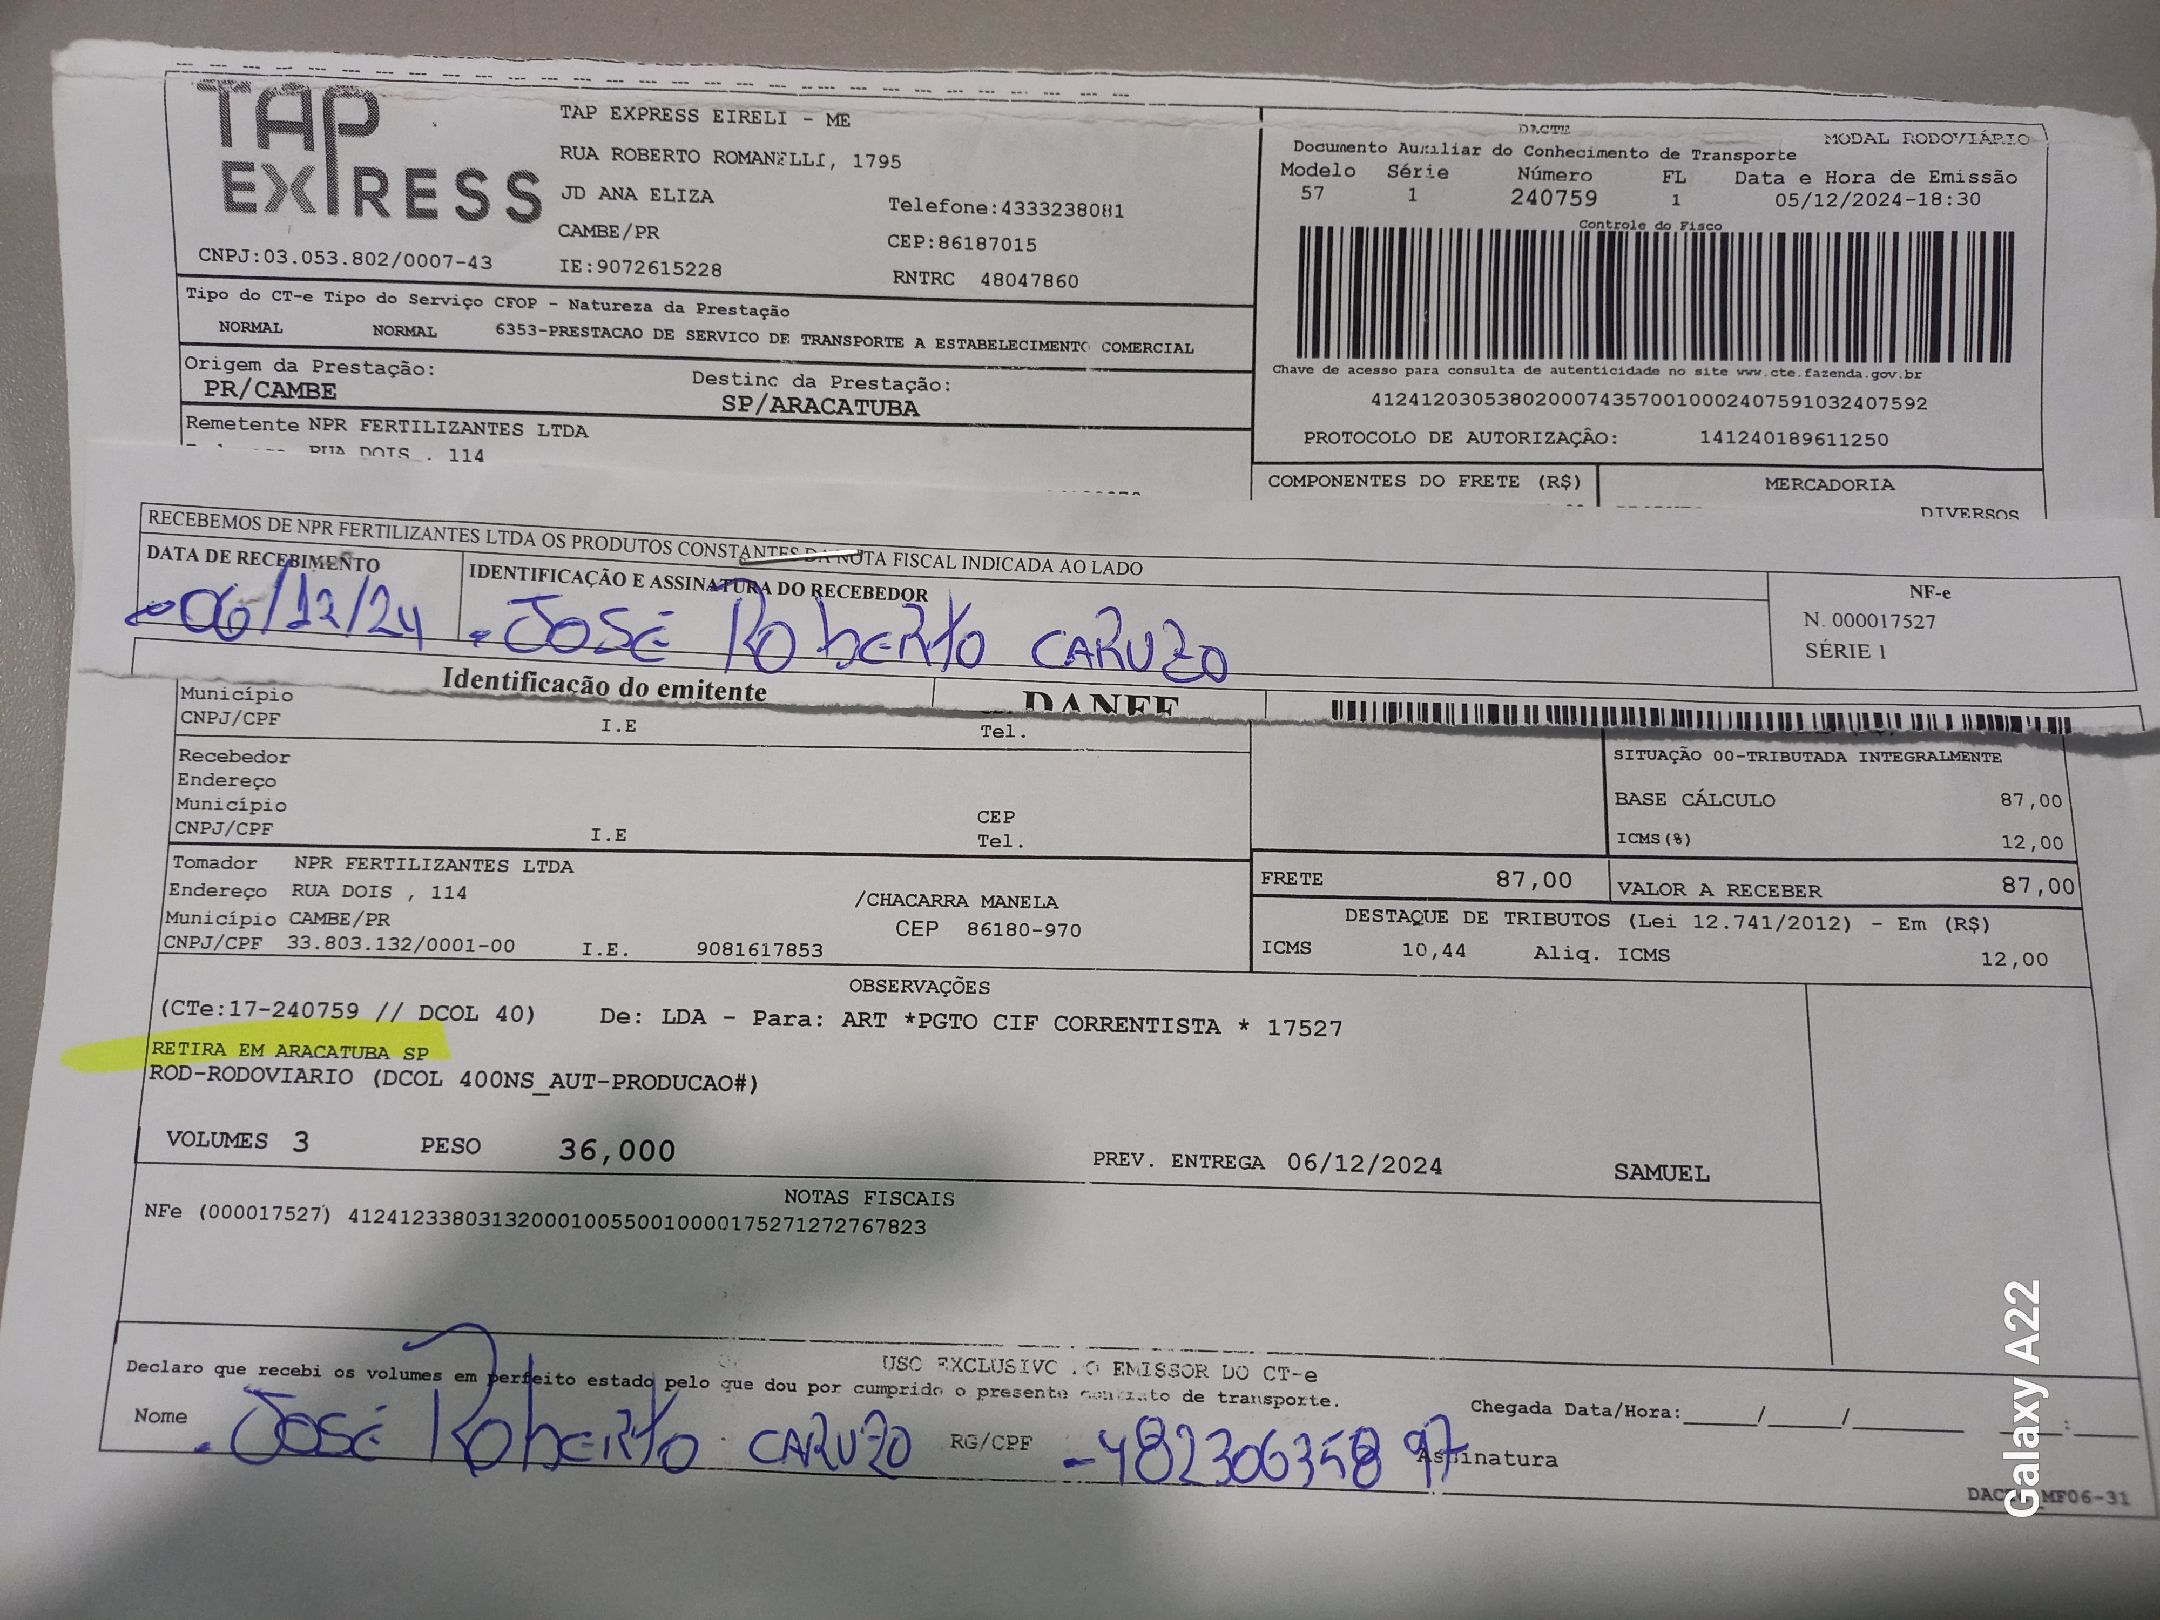 TAP EXPRESS
TAP EXPRESS EIRELI - ME
RUA ROBERTO ROMANELLI, 1795
JD ANA ELIZA
Telefone:4333238081
CAMBE/PR
CEP:86187015
CNPJ:03.053.802/0007-43
IE:9072615228
RNTRC 48047860
DACTE
MODAL RODOVIÁRIO
Documento Auxiliar do Conhecimento de Transporte
Modelo Série Número FL Data e Hora de Emissão
57 1 240759 1 05/12/2024-18:30
Controle do Fisco
Chave de acesso para consulta de autenticidade no site www.cte.fazenda.gov.br
41241203053802000743570010002407591032407592
PROTOCOLO DE AUTORIZAÇÃO: 141240189611250
Tipo do CT-e Tipo do Serviço CFOP - Natureza da Prestação
NORMAL NORMAL 6353-PRESTACAO DE SERVICO DE TRANSPORTE A ESTABELECIMENTO COMERCIAL
Origem da Prestação:
PR/CAMBE
Destino da Prestação:
SP/ARACATUBA
Remetente NPR FERTILIZANTES LTDA
RUA DOIS , 114
COMPONENTES DO FRETE (R$)
MERCADORIA
DIVERSOS
RECEBEMOS DE NPR FERTILIZANTES LTDA OS PRODUTOS CONSTANTES DA NOTA FISCAL INDICADA AO LADO
DATA DE RECEBIMENTO
IDENTIFICAÇÃO E ASSINATURA DO RECEBEDOR
06/12/24
JOSÉ ROBERTO CARUZO
NF-e
N. 000017527
SÉRIE 1
Identificação do emitente
DANFE
Município
CNPJ/CPF I.E Tel.
Recebedor
Endereço
Município CEP
CNPJ/CPF I.E Tel.
SITUAÇÃO 00-TRIBUTADA INTEGRALMENTE
BASE CÁLCULO 87,00
ICMS(%) 12,00
Tomador NPR FERTILIZANTES LTDA
Endereço RUA DOIS , 114 /CHACARRA MANELA
Município CAMBE/PR CEP 86180-970
CNPJ/CPF 33.803.132/0001-00 I.E. 9081617853
FRETE 87,00 VALOR A RECEBER 87,00
DESTAQUE DE TRIBUTOS (Lei 12.741/2012) - Em (R$)
ICMS 10,44 Aliq. ICMS 12,00
OBSERVAÇÕES
(CTe:17-240759 // DCOL 40) De: LDA - Para: ART *PGTO CIF CORRENTISTA * 17527
RETIRA EM ARACATUBA SP
ROD-RODOVIARIO (DCOL 400NS_AUT-PRODUCAO#)
VOLUMES 3 PESO 36,000 PREV. ENTREGA 06/12/2024 SAMUEL
NOTAS FISCAIS
NFe (000017527) 41241233803132000100550010000175271272767823
USO EXCLUSIVO DO EMISSOR DO CT-e
Declaro que recebi os volumes em perfeito estado pelo que dou por cumprido o presente contrato de transporte.
Chegada Data/Hora:_____/_____/_______ ___:____
Nome JOSÉ ROBERTO CARUZO RG/CPF 482306358 97 Assinatura
MF06-31
Galaxy A22